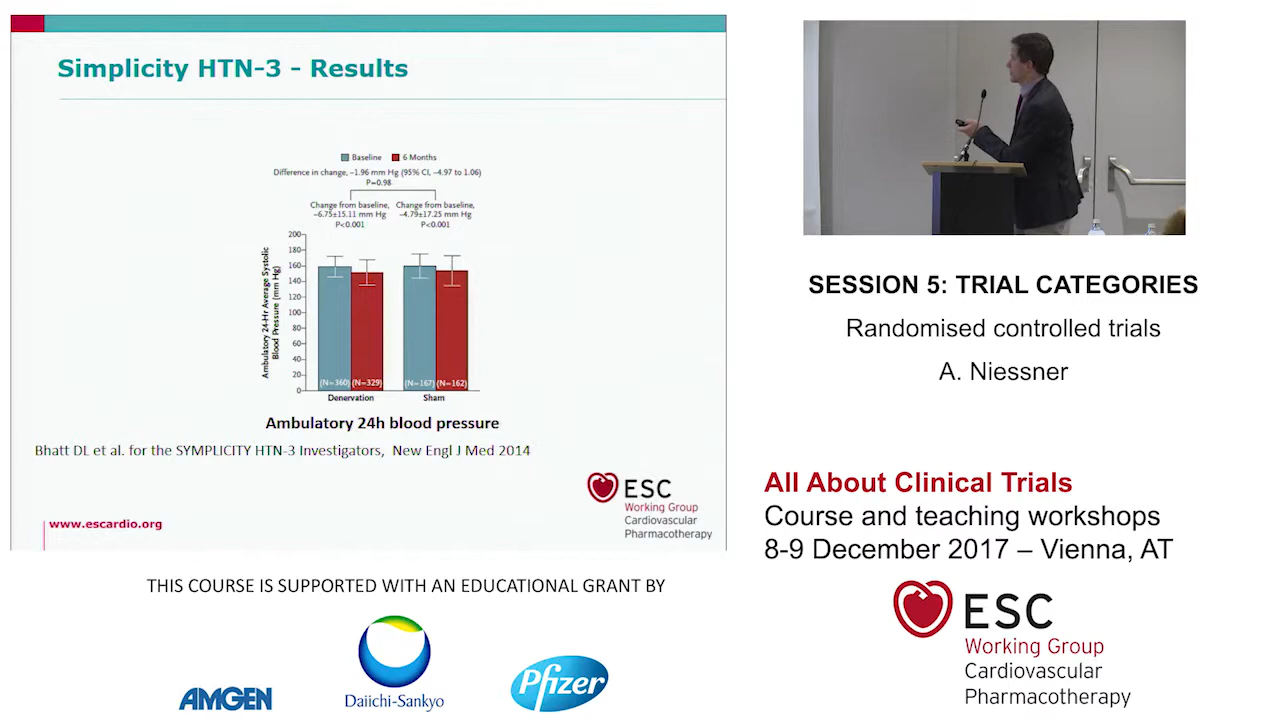 Simplicity HTN-3 - Results
Baseline 6 Months
Difference in change, –1.96 mm Hg (95% CI, –4.97 to 1.06)
P=0.98
Change from baseline, Change from baseline,
–6.75±15.11 mm Hg –4.79±17.25 mm Hg
P<0.001 P<0.001
Ambulatory 24-Hr Average Systolic
Blood Pressure (mm Hg)
200
180
160
140
120
100
80
60
40
20
0
(N=360) (N=329) (N=167) (N=162)
Denervation Sham
Ambulatory 24h blood pressure
Bhatt DL et al. for the SYMPLICITY HTN-3 Investigators, New Engl J Med 2014
www.escardio.org
ESC
Working Group
Cardiovascular
Pharmacotherapy
SESSION 5: TRIAL CATEGORIES
Randomised controlled trials
A. Niessner
All About Clinical Trials
Course and teaching workshops
8-9 December 2017 – Vienna, AT
ESC
Working Group
Cardiovascular
Pharmacotherapy
THIS COURSE IS SUPPORTED WITH AN EDUCATIONAL GRANT BY
AMGEN
Daiichi-Sankyo
Pfizer